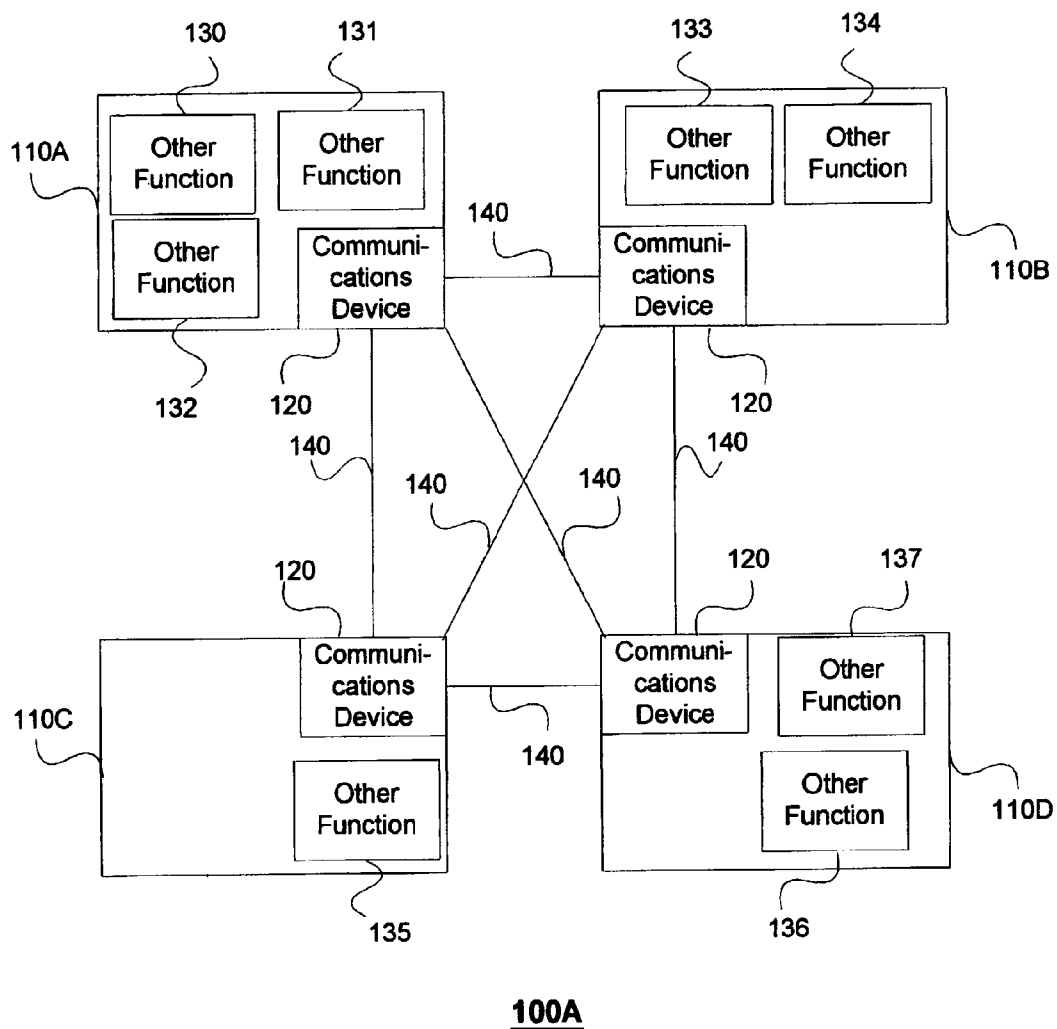 130
131
133
134
110A
Other
Function
Other
Function
Other
Function
Other
Function
Other
Function
140
Communi-
cations
Device
Communi-
cations
Device
110B
132
120
120
140
140
140
140
120
120
137
110C
Communi-
cations
Device
Communi-
cations
Device
Other
Function
140
Other
Function
Other
Function
110D
135
136
100A